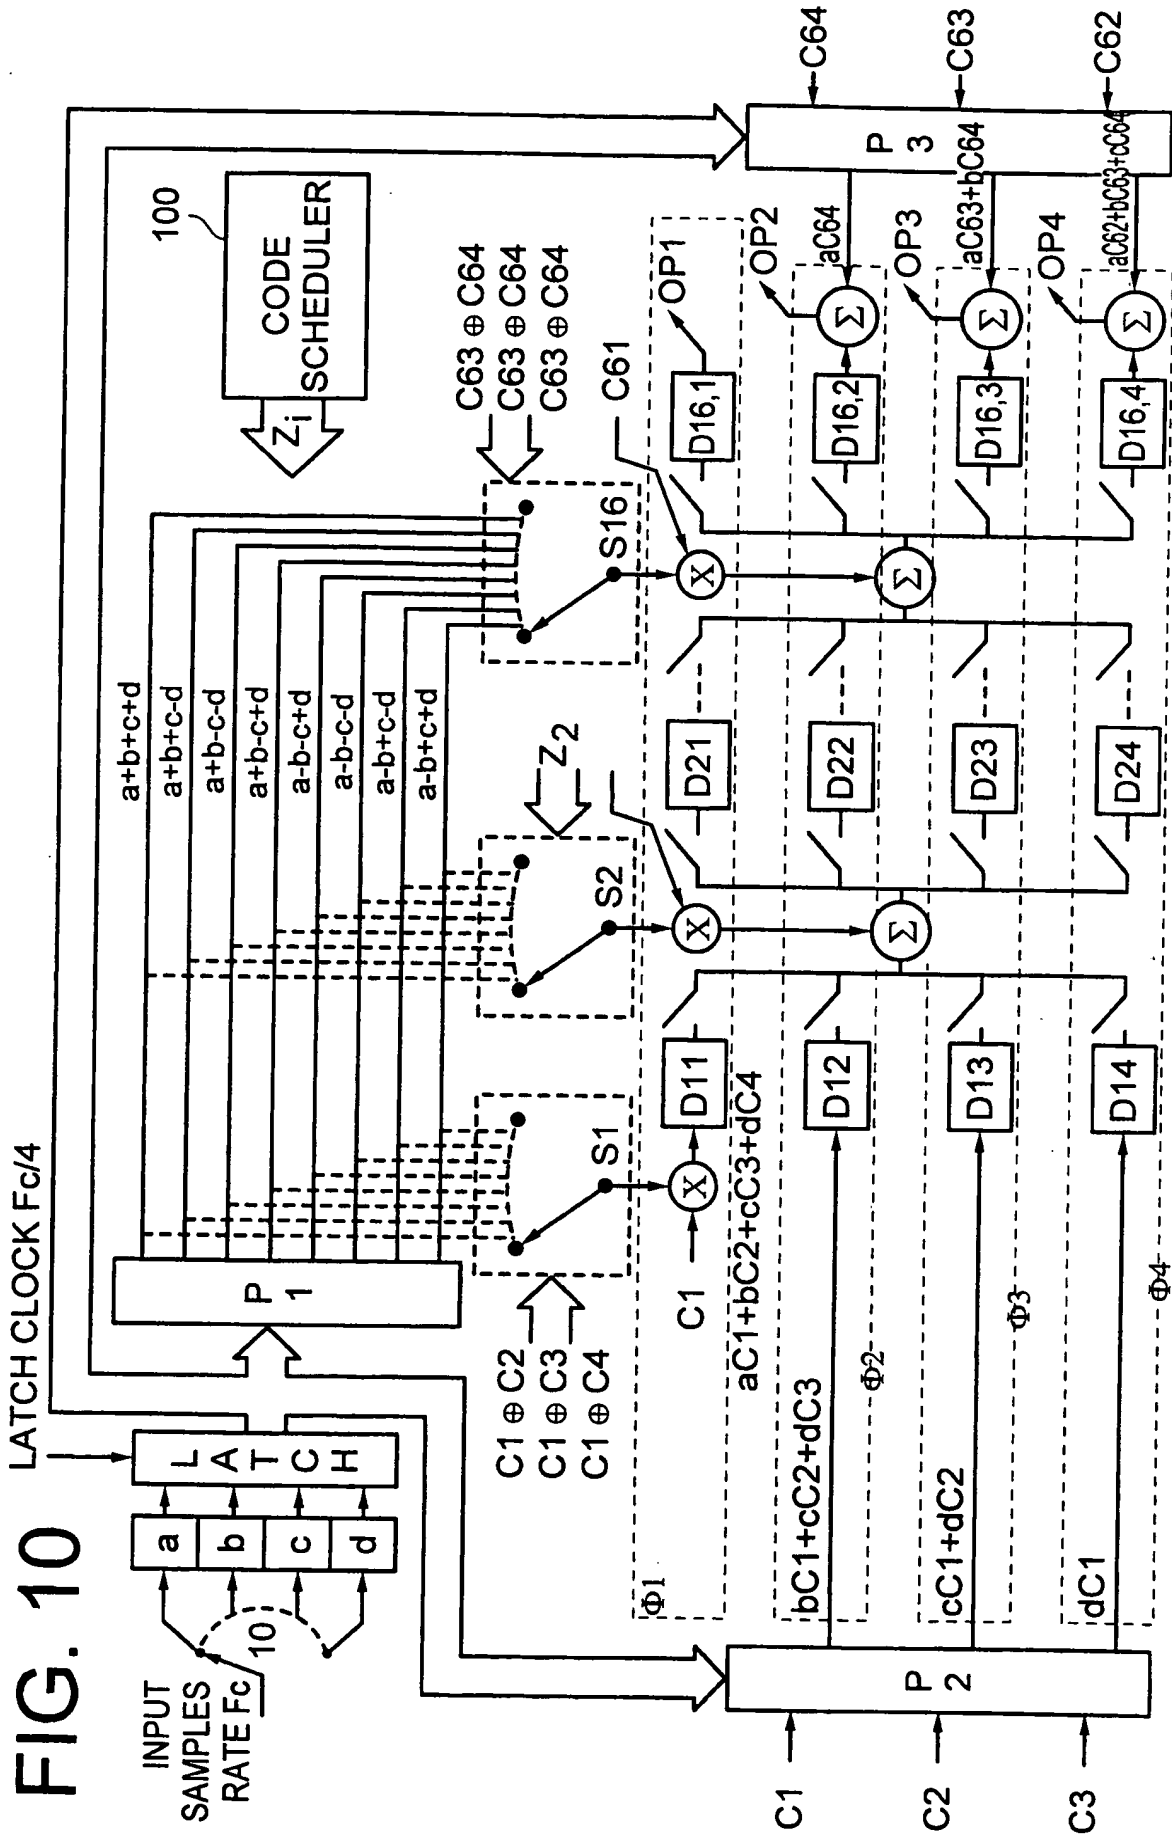 FIG. 10
LATCH CLOCK Fc/4
INPUT
SAMPLES
RATE Fc
10
a
b
c
d
L
A
T
C
H
P
1
a+b+c+d
a+b+c-d
a+b-c-d
a+b-c+d
a-b-c+d
a-b-c-d
a-b+c-d
a-b+c+d
100
CODE
SCHEDULER
Zi
C1 ⊕ C2
C1 ⊕ C3
C1 ⊕ C4
S1
Z2
S2
C63 ⊕ C64
C63 ⊕ C64
C63 ⊕ C64
S16
C61
Φ1
C1
X
D11
aC1+bC2+cC3+dC4
X
D21
X
D16,1
OP1
bC1+cC2+dC3
Φ2
D12
Σ
D22
Σ
D16,2
Σ
OP2
aC64
cC1+dC2
Φ3
D13
D23
D16,3
Σ
OP3
aC63+bC64
dC1
Φ4
D14
D24
D16,4
Σ
OP4
aC62+bC63+cC64
P
2
C1
C2
C3
P
3
C64
C63
C62